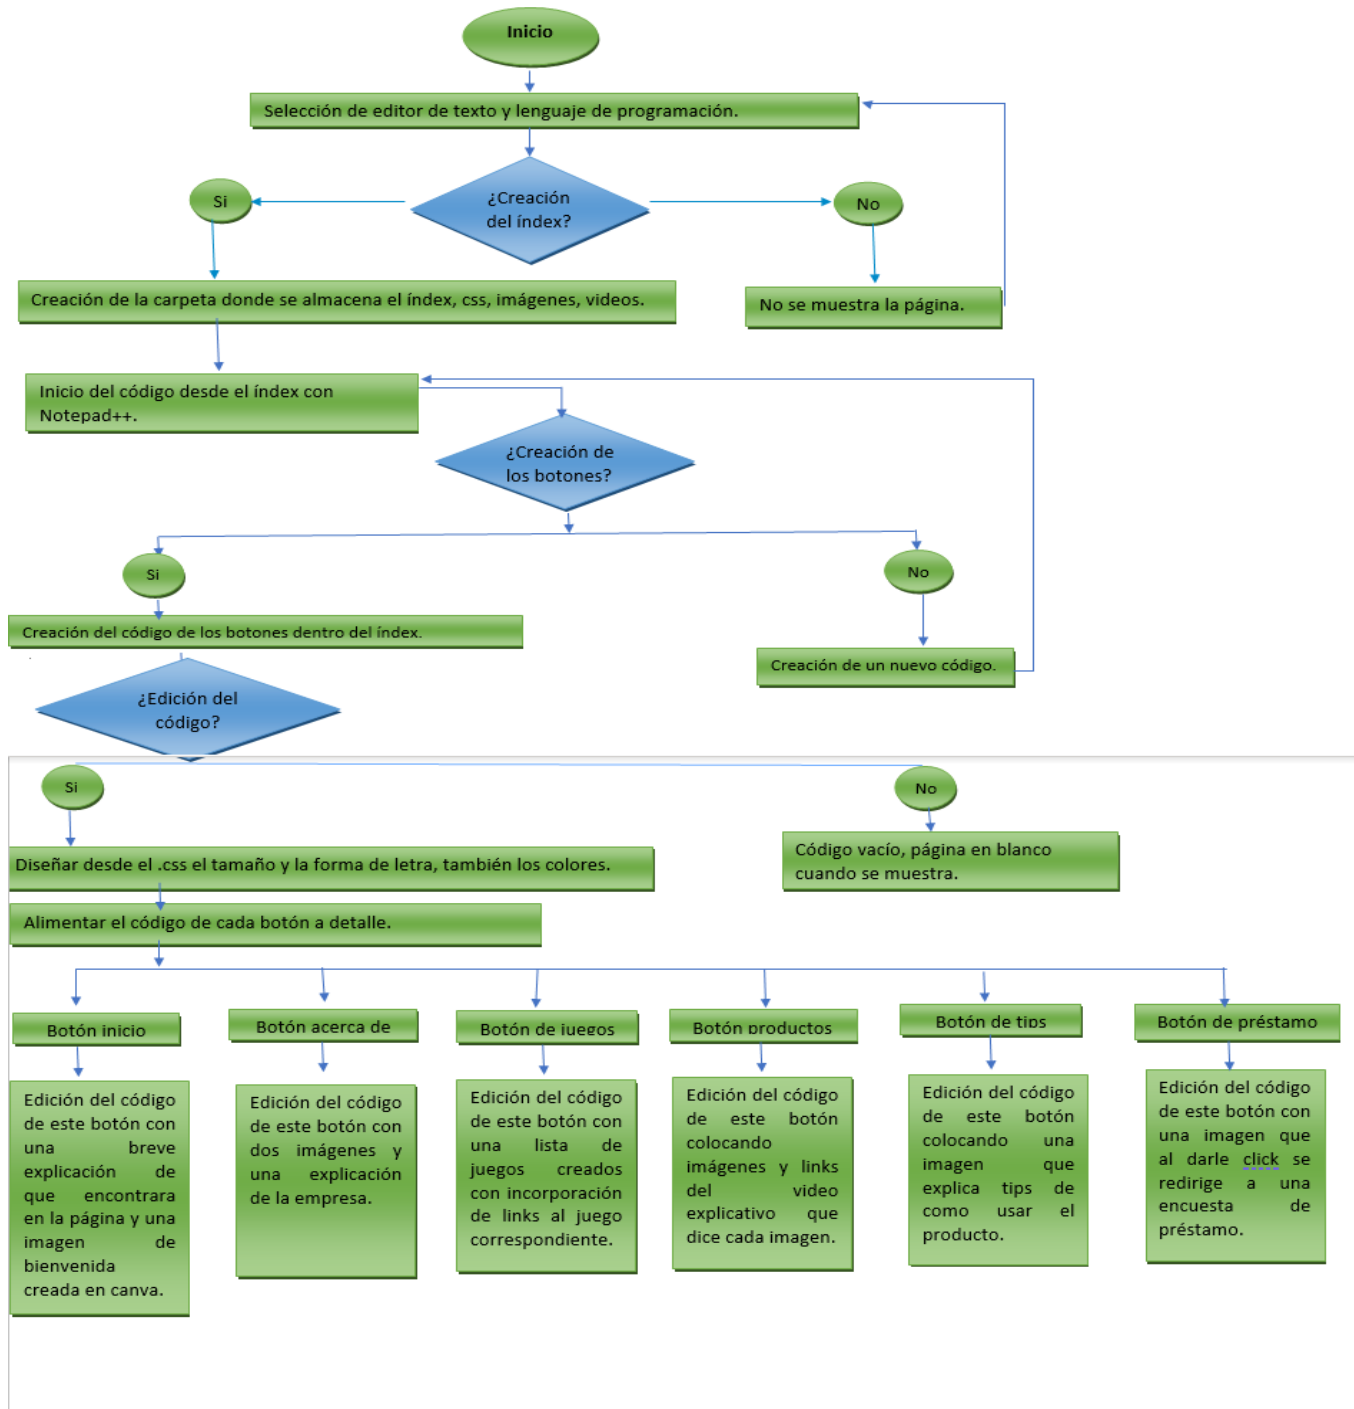 Inicio
Selección de editor de texto y lenguaje de programación.
¿Creación
del índex?
Si
No
Creación de la carpeta donde se almacena el índex, css, imágenes, videos.
No se muestra la página.
Inicio del código desde el índex con
Notepad++.
¿Creación de
los botones?
Si
No
Creación del código de los botones dentro del índex.
Creación de un nuevo código.
¿Edición del
código?
Si
No
Diseñar desde el .css el tamaño y la forma de letra, también los colores.
Código vacío, página en blanco
cuando se muestra.
Alimentar el código de cada botón a detalle.
Botón inicio
Botón acerca de
Botón de juegos
Botón productos
Botón de tips
Botón de préstamo
Edición del código
de este botón con
una breve
explicación de
que encontrara
en la página y una
imagen de
bienvenida
creada en canva.
Edición del código
de este botón con
dos imágenes y
una explicación
de la empresa.
Edición del código
de este botón con
una lista de
juegos creados
con incorporación
de links al juego
correspondiente.
Edición del código
de este botón
colocando
imágenes y links
del video
explicativo que
dice cada imagen.
Edición del código
de este botón
colocando una
imagen que
explica tips de
como usar el
producto.
Edición del código
de este botón con
una imagen que
al darle click se
redirige a una
encuesta de
préstamo.